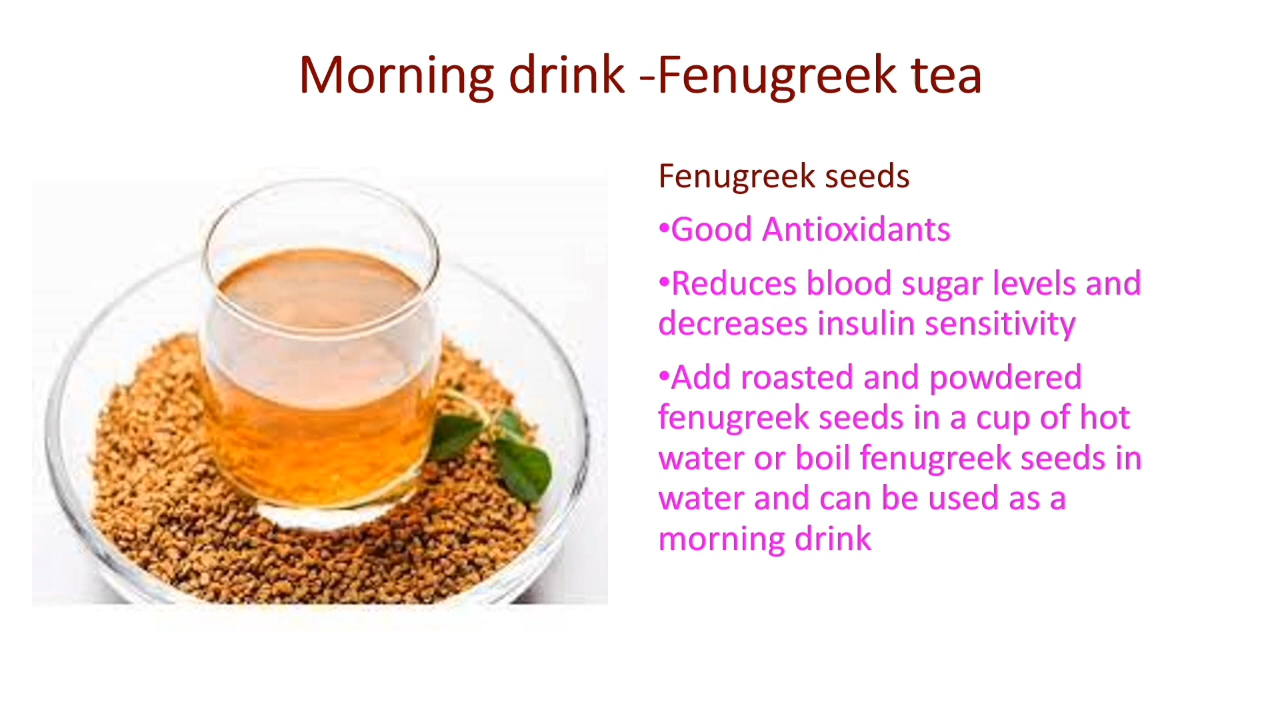 Morning drink -Fenugreek tea
Fenugreek seeds
•Good Antioxidants
•Reduces blood sugar levels and
decreases insulin sensitivity
•Add roasted and powdered
fenugreek seeds in a cup of hot
water or boil fenugreek seeds in
water and can be used as a
morning drink